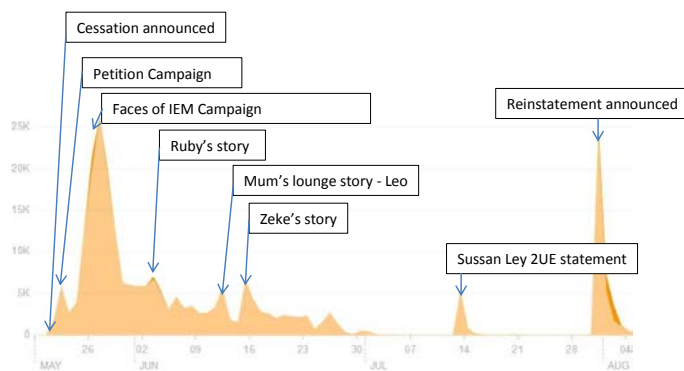 Cessation announced
Petition Campaign
Faces of IEM Campaign
Reinstatement announced
Ruby's story
Mum's lounge story - Leo
Zeke's story
Sussan Ley 2UE statement
25K
20K
15K
10K
5K
0
26 02 09 16 23 30 07 14 21 28 04
MAY JUN JUL AUG